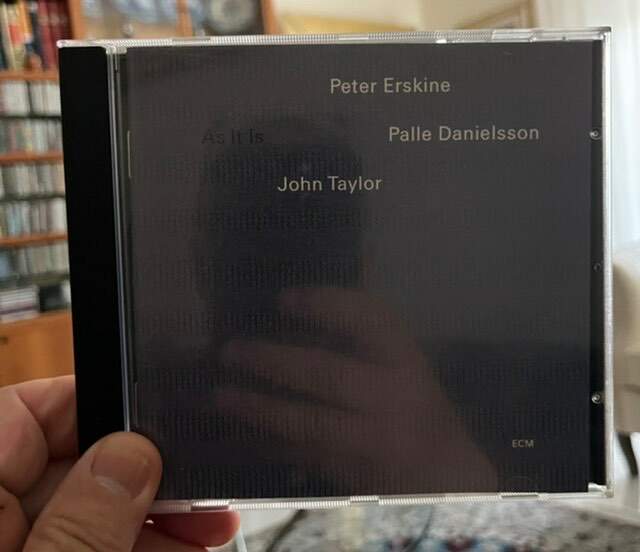 Peter Erskine
As It Is
Palle Danielsson
John Taylor
ECM